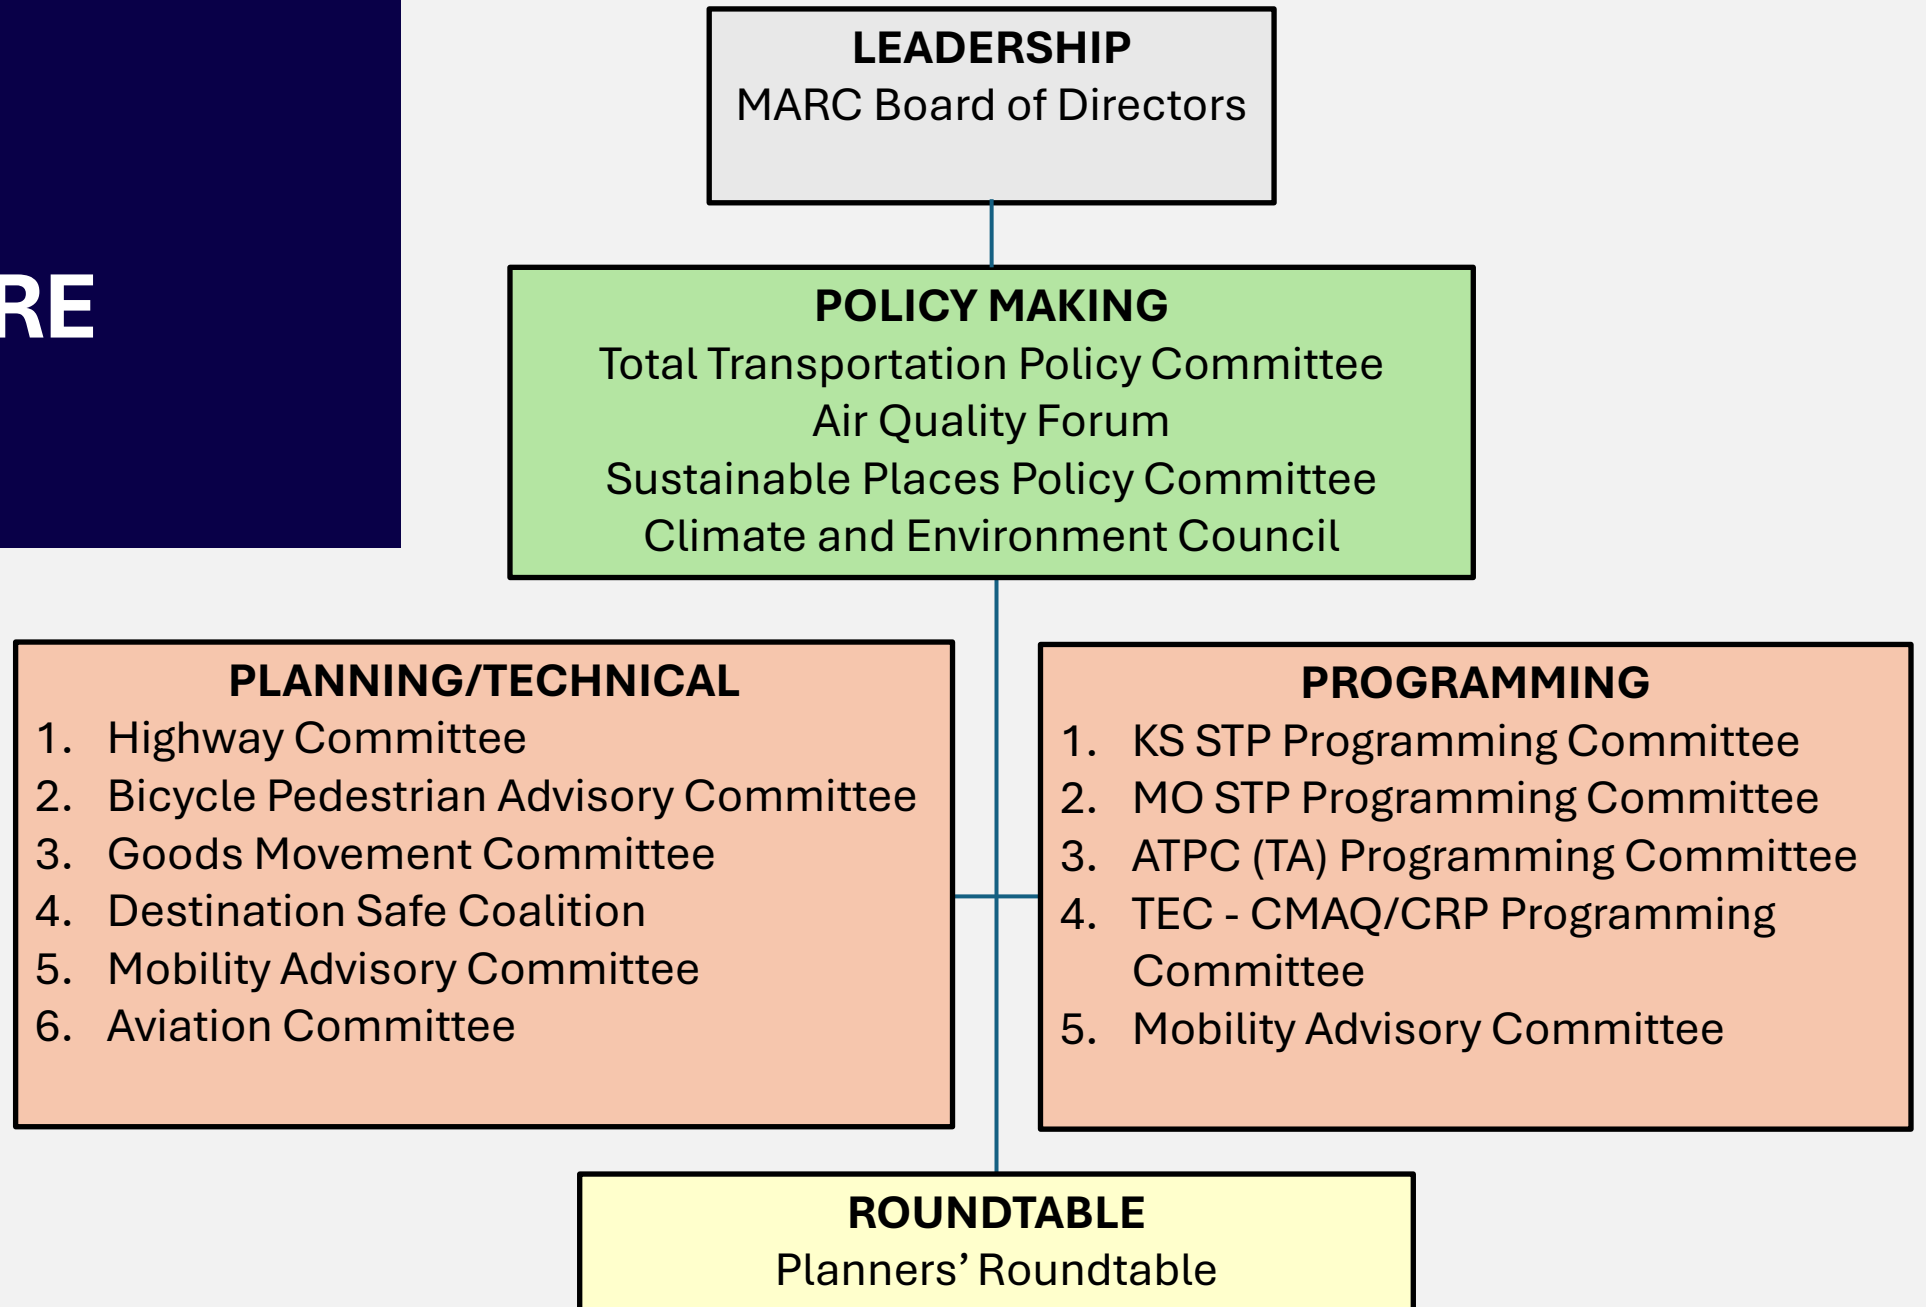 RE
LEADERSHIP
MARC Board of Directors
POLICY MAKING
Total Transportation Policy Committee
Air Quality Forum
Sustainable Places Policy Committee
Climate and Environment Council
PLANNING/TECHNICAL
1. Highway Committee
2. Bicycle Pedestrian Advisory Committee
3. Goods Movement Committee
4. Destination Safe Coalition
5. Mobility Advisory Committee
6. Aviation Committee
PROGRAMMING
1. KS STP Programming Committee
2. MO STP Programming Committee
3. ATPC (TA) Programming Committee
4. TEC - CMAQ/CRP Programming
Committee
5. Mobility Advisory Committee
ROUNDTABLE
Planners’ Roundtable